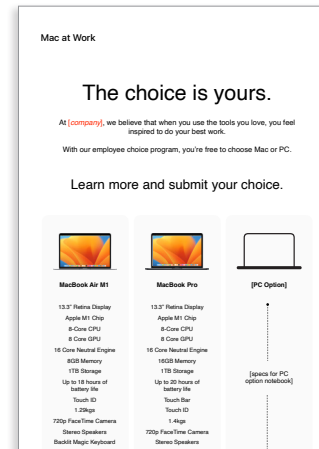 Mac at Work
The choice is yours.
At [company], we believe that when you use the tools you love, you feel
inspired to do your best work.
With our employee choice program, you're free to choose Mac or PC.
Learn more and submit your choice.
MacBook Air M1
13.3" Retina Display
Apple M1 Chip
8-Core CPU
8 Core GPU
16 Core Neutral Engine
8GB Memory
1TB Storage
Up to 18 hours of
battery life
Touch ID
1.29kgs
720p FaceTime Camera
Stereo Speakers
Backlit Magic Keyboard
MacBook Pro
13.3" Retina Display
Apple M1 Chip
8-Core CPU
8 Core GPU
16 Core Neutral Engine
16GB Memory
1TB Storage
Up to 20 hours of
battery life
Touch Bar
Touch ID
1.4kgs
720p FaceTime Camera
Stereo Speakers
[PC Option]
[specs for PC
option notebook]